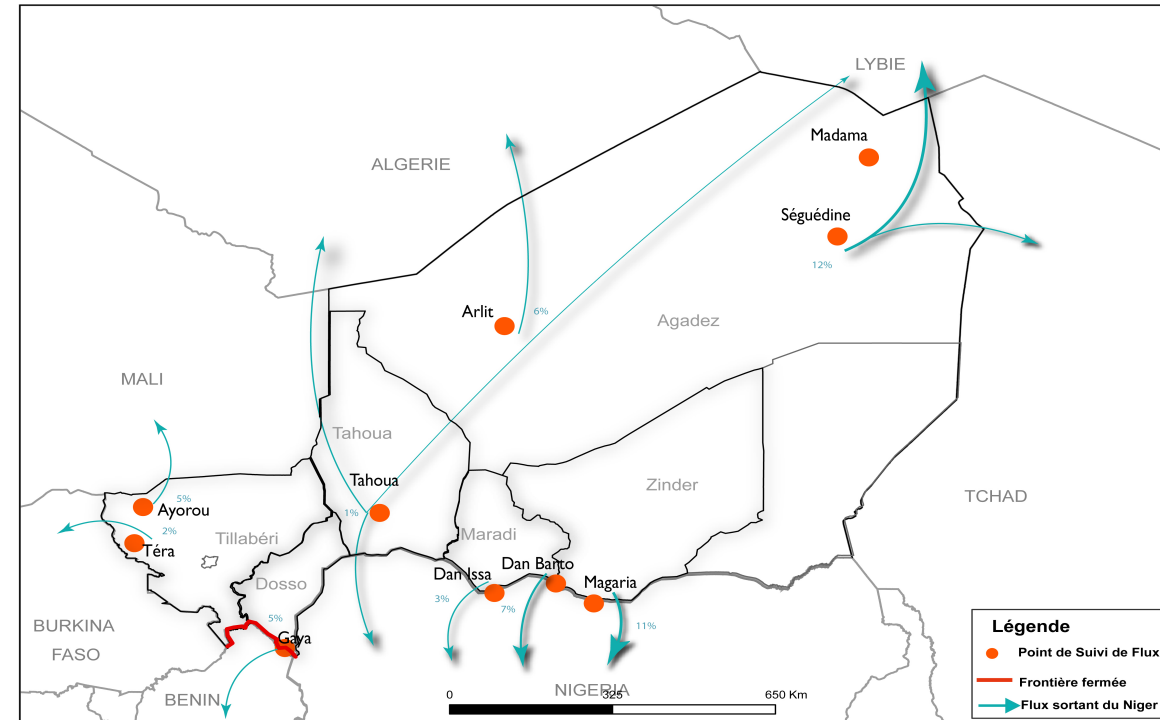 LYBIE
Madama
ALGERIE
Séguédine
12%
Arlit
6%
Agadez
MALI
Tahoua
Tahoua
Zinder
TCHAD
5%
Ayorou
1%
2%
Téra
Tillabéri
Maradi
Dan Barto
Dan Issa
Magaria
Dosso
3%
7%
5%
11%
BURKINA
FASO
Gaya
BENIN
NIGERIA
0 325 650 Km
Légende
Point de Suivi de Flux
Frontière fermée
Flux sortant du Niger